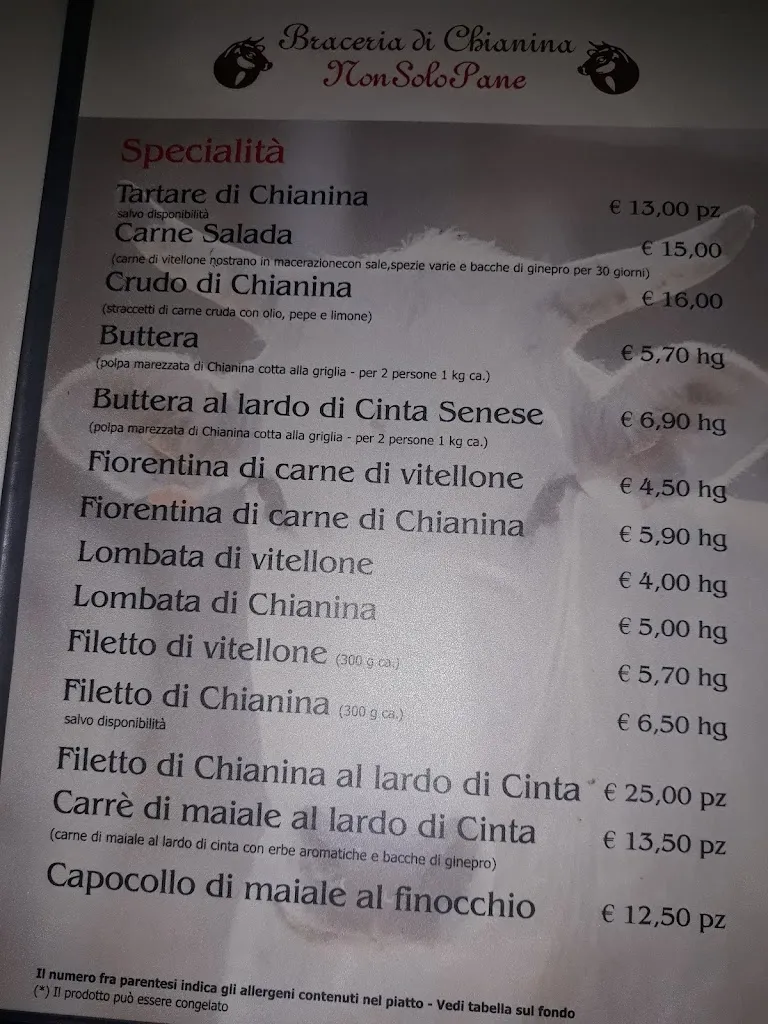 Braceria di Chianina
NonSoloPane
Specialità
Tartare di Chianina € 13,00 pz
salvo disponibilità
Carne Salada € 15,00
(carne di vitellone nostrano in macerazionecon sale,spezie varie e bacche di ginepro per 30 giorni)
Crudo di Chianina € 16,00
(straccetti di carne cruda con olio, pepe e limone)
Buttera € 5,70 hg
(polpa marezzata di Chianina cotta alla griglia - per 2 persone 1 kg ca.)
Buttera al lardo di Cinta Senese € 6,90 hg
(polpa marezzata di Chianina cotta alla griglia - per 2 persone 1 kg ca.)
Fiorentina di carne di vitellone € 4,50 hg
Fiorentina di carne di Chianina € 5,90 hg
Lombata di vitellone € 4,00 hg
Lombata di Chianina € 5,00 hg
Filetto di vitellone (300 g ca.) € 5,70 hg
Filetto di Chianina (300 g ca.) € 6,50 hg
salvo disponibilità
Filetto di Chianina al lardo di Cinta * € 25,00 pz
Carrè di maiale al lardo di Cinta € 13,50 pz
(carne di maiale al lardo di cinta con erbe aromatiche e bacche di ginepro)
Capocollo di maiale al finocchio € 12,50 pz
Il numero fra parentesi indica gli allergeni contenuti nel piatto - Vedi tabella sul fondo
(*) Il prodotto può essere congelato